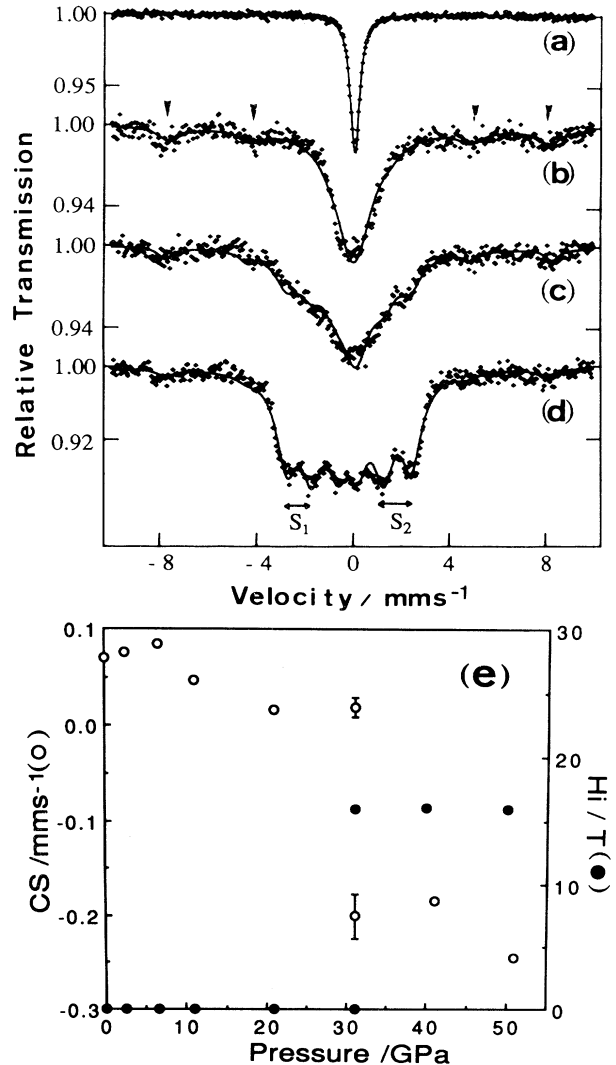 1.00
(a)
0.95
1.00
(b)
0.94
1.00
(c)
0.94
1.00
(d)
0.92
S1
S2
Relative Transmission
-8 -4 0 4 8
Velocity / mms-1
(e)
0.1
0.0
-0.1
-0.2
-0.3
CS /mms-1(O)
30
20
10
0
Hi / T(●)
0 10 20 30 40 50
Pressure /GPa